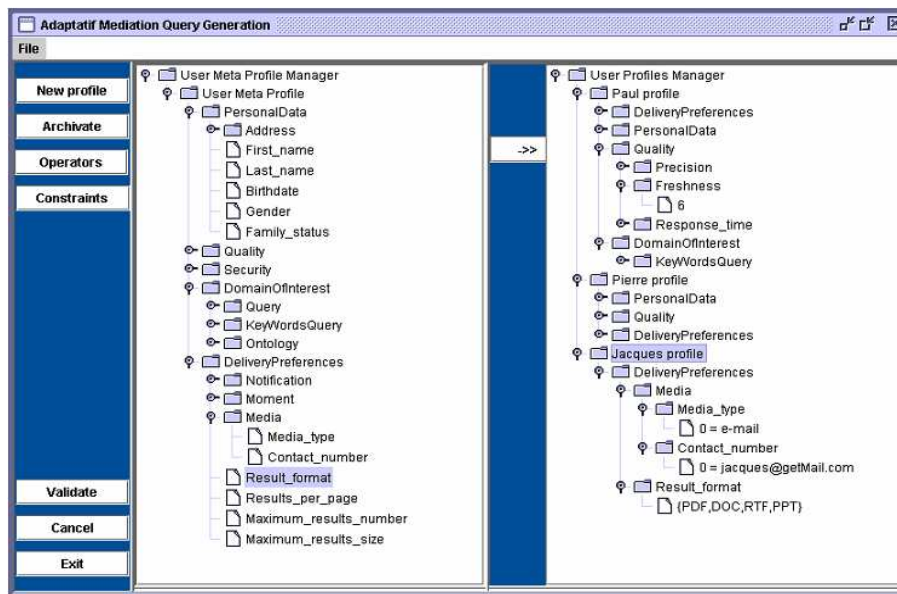 Adaptatif Mediation Query Generation
File
New profile
Archivate
Operators
Constraints
Validate
Cancel
Exit
User Meta Profile Manager
User Meta Profile
PersonalData
Address
First_name
Last_name
Birthdate
Gender
Family_status
Quality
Security
DomainOfInterest
Query
KeyWordsQuery
Ontology
DeliveryPreferences
Notification
Moment
Media
Media_type
Contact_number
Result_format
Results_per_page
Maximum_results_number
Maximum_results_size
->>
User Profiles Manager
Paul profile
DeliveryPreferences
PersonalData
Quality
Precision
Freshness
6
Response_time
DomainOfInterest
KeyWordsQuery
Pierre profile
PersonalData
Quality
DeliveryPreferences
Jacques profile
DeliveryPreferences
Media
Media_type
0 = e-mail
Contact_number
0 = jacques@getMail.com
Result_format
{PDF,DOC,RTF,PPT}